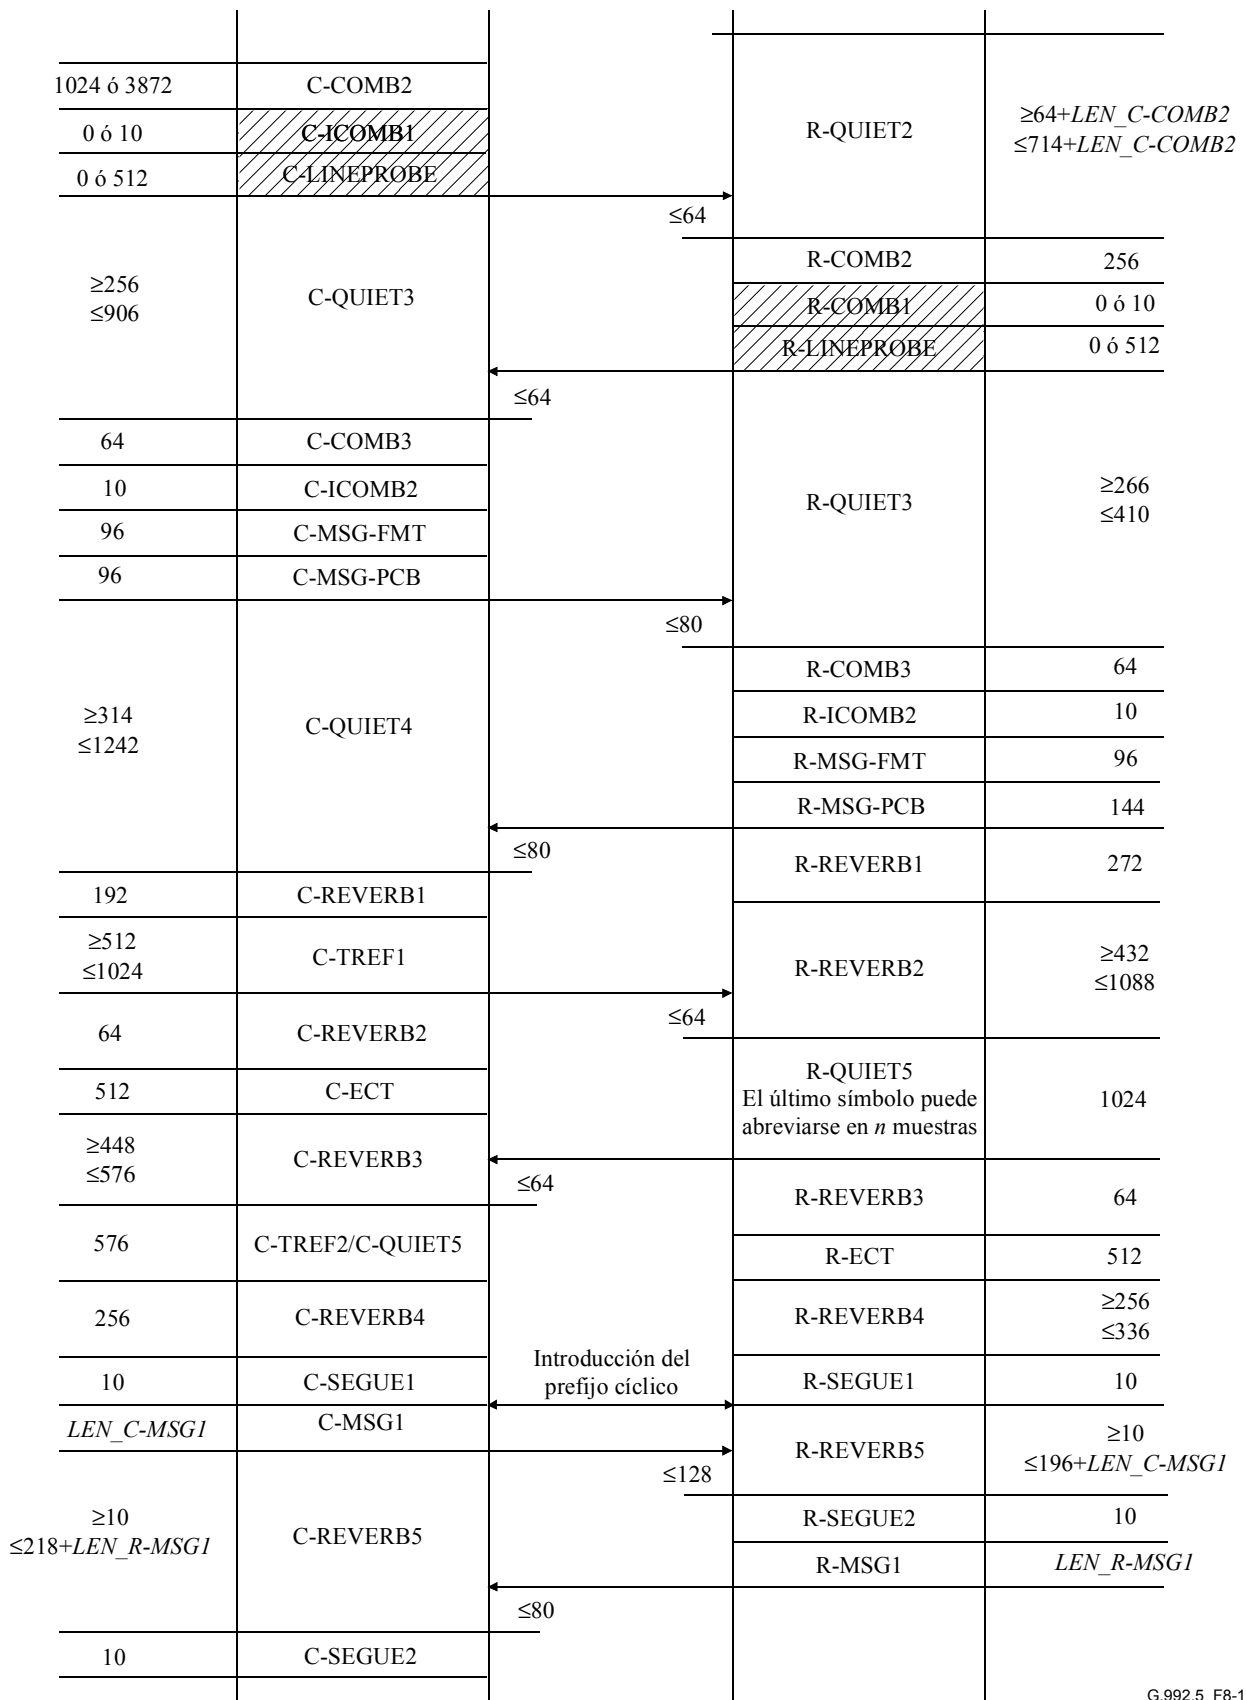 1024 ó 3872
C-COMB2
0 ó 10
C-ICOMB1
0 ó 512
C-LINEPROBE
R-QUIET2
≥64+LEN_C-COMB2
≤714+LEN_C-COMB2
≤64
≥256
≤906
C-QUIET3
R-COMB2
256
R-COMB1
0 ó 10
R-LINEPROBE
0 ó 512
≤64
64
C-COMB3
10
C-ICOMB2
96
C-MSG-FMT
96
C-MSG-PCB
R-QUIET3
≥266
≤410
≤80
≥314
≤1242
C-QUIET4
R-COMB3
64
R-ICOMB2
10
R-MSG-FMT
96
R-MSG-PCB
144
≤80
R-REVERB1
272
192
C-REVERB1
≥512
≤1024
C-TREF1
R-REVERB2
≥432
≤1088
≤64
64
C-REVERB2
512
C-ECT
R-QUIET5
El último símbolo puede
abreviarse en n muestras
1024
≥448
≤576
C-REVERB3
≤64
R-REVERB3
64
576
C-TREF2/C-QUIET5
R-ECT
512
256
C-REVERB4
R-REVERB4
≥256
≤336
Introducción del
prefijo cíclico
10
C-SEGUE1
R-SEGUE1
10
LEN_C-MSG1
C-MSG1
R-REVERB5
≥10
≤196+LEN_C-MSG1
≤128
≥10
≤218+LEN_R-MSG1
C-REVERB5
R-SEGUE2
10
R-MSG1
LEN_R-MSG1
≤80
10
C-SEGUE2
G.992.5_F8-1